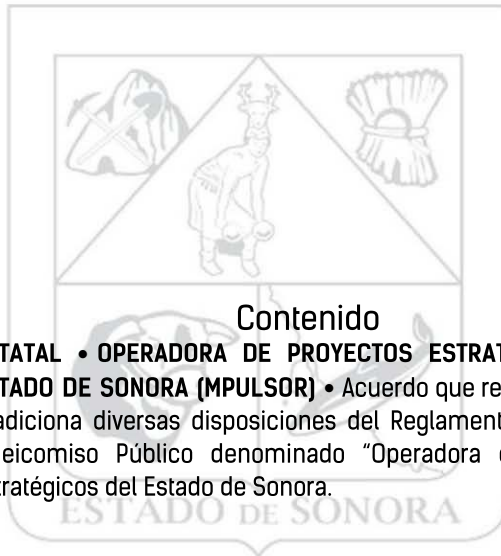 Contenido
TATAL • OPERADORA DE PROYECTOS ESTRAT
TADO DE SONORA (MPULSOR) • Acuerdo que re
adiciona diversas disposiciones del Reglament
eicomiso Público denominado "Operadora
tratégicos del Estado de Sonora.
ESTADO DE SONORA